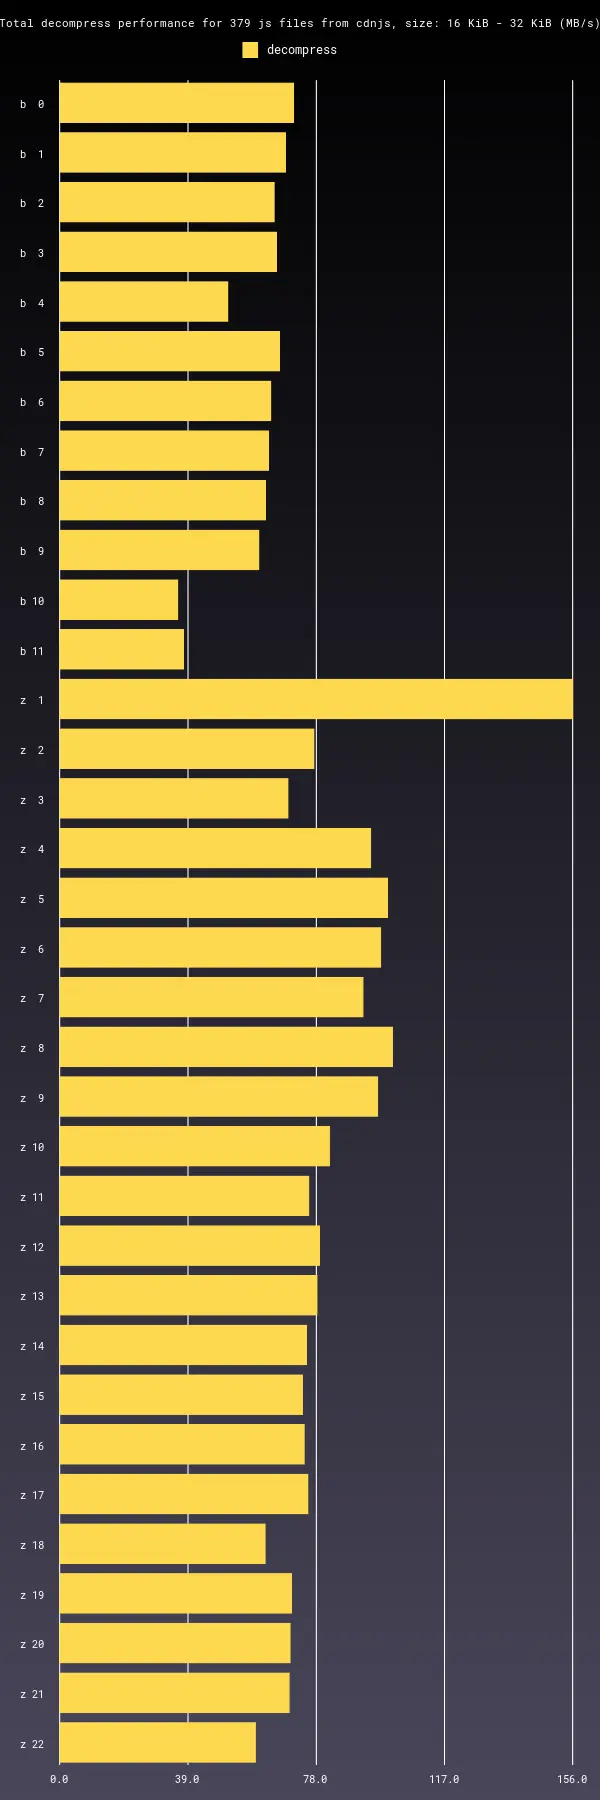 Total decompress performance for 379 js files from cdnjs, size: 16 KiB - 32 KiB (MB/s)
decompress
b 0
b 1
b 2
b 3
b 4
b 5
b 6
b 7
b 8
b 9
b 10
b 11
z 1
z 2
z 3
z 4
z 5
z 6
z 7
z 8
z 9
z 10
z 11
z 12
z 13
z 14
z 15
z 16
z 17
z 18
z 19
z 20
z 21
z 22
0.0 39.0 78.0 117.0 156.0